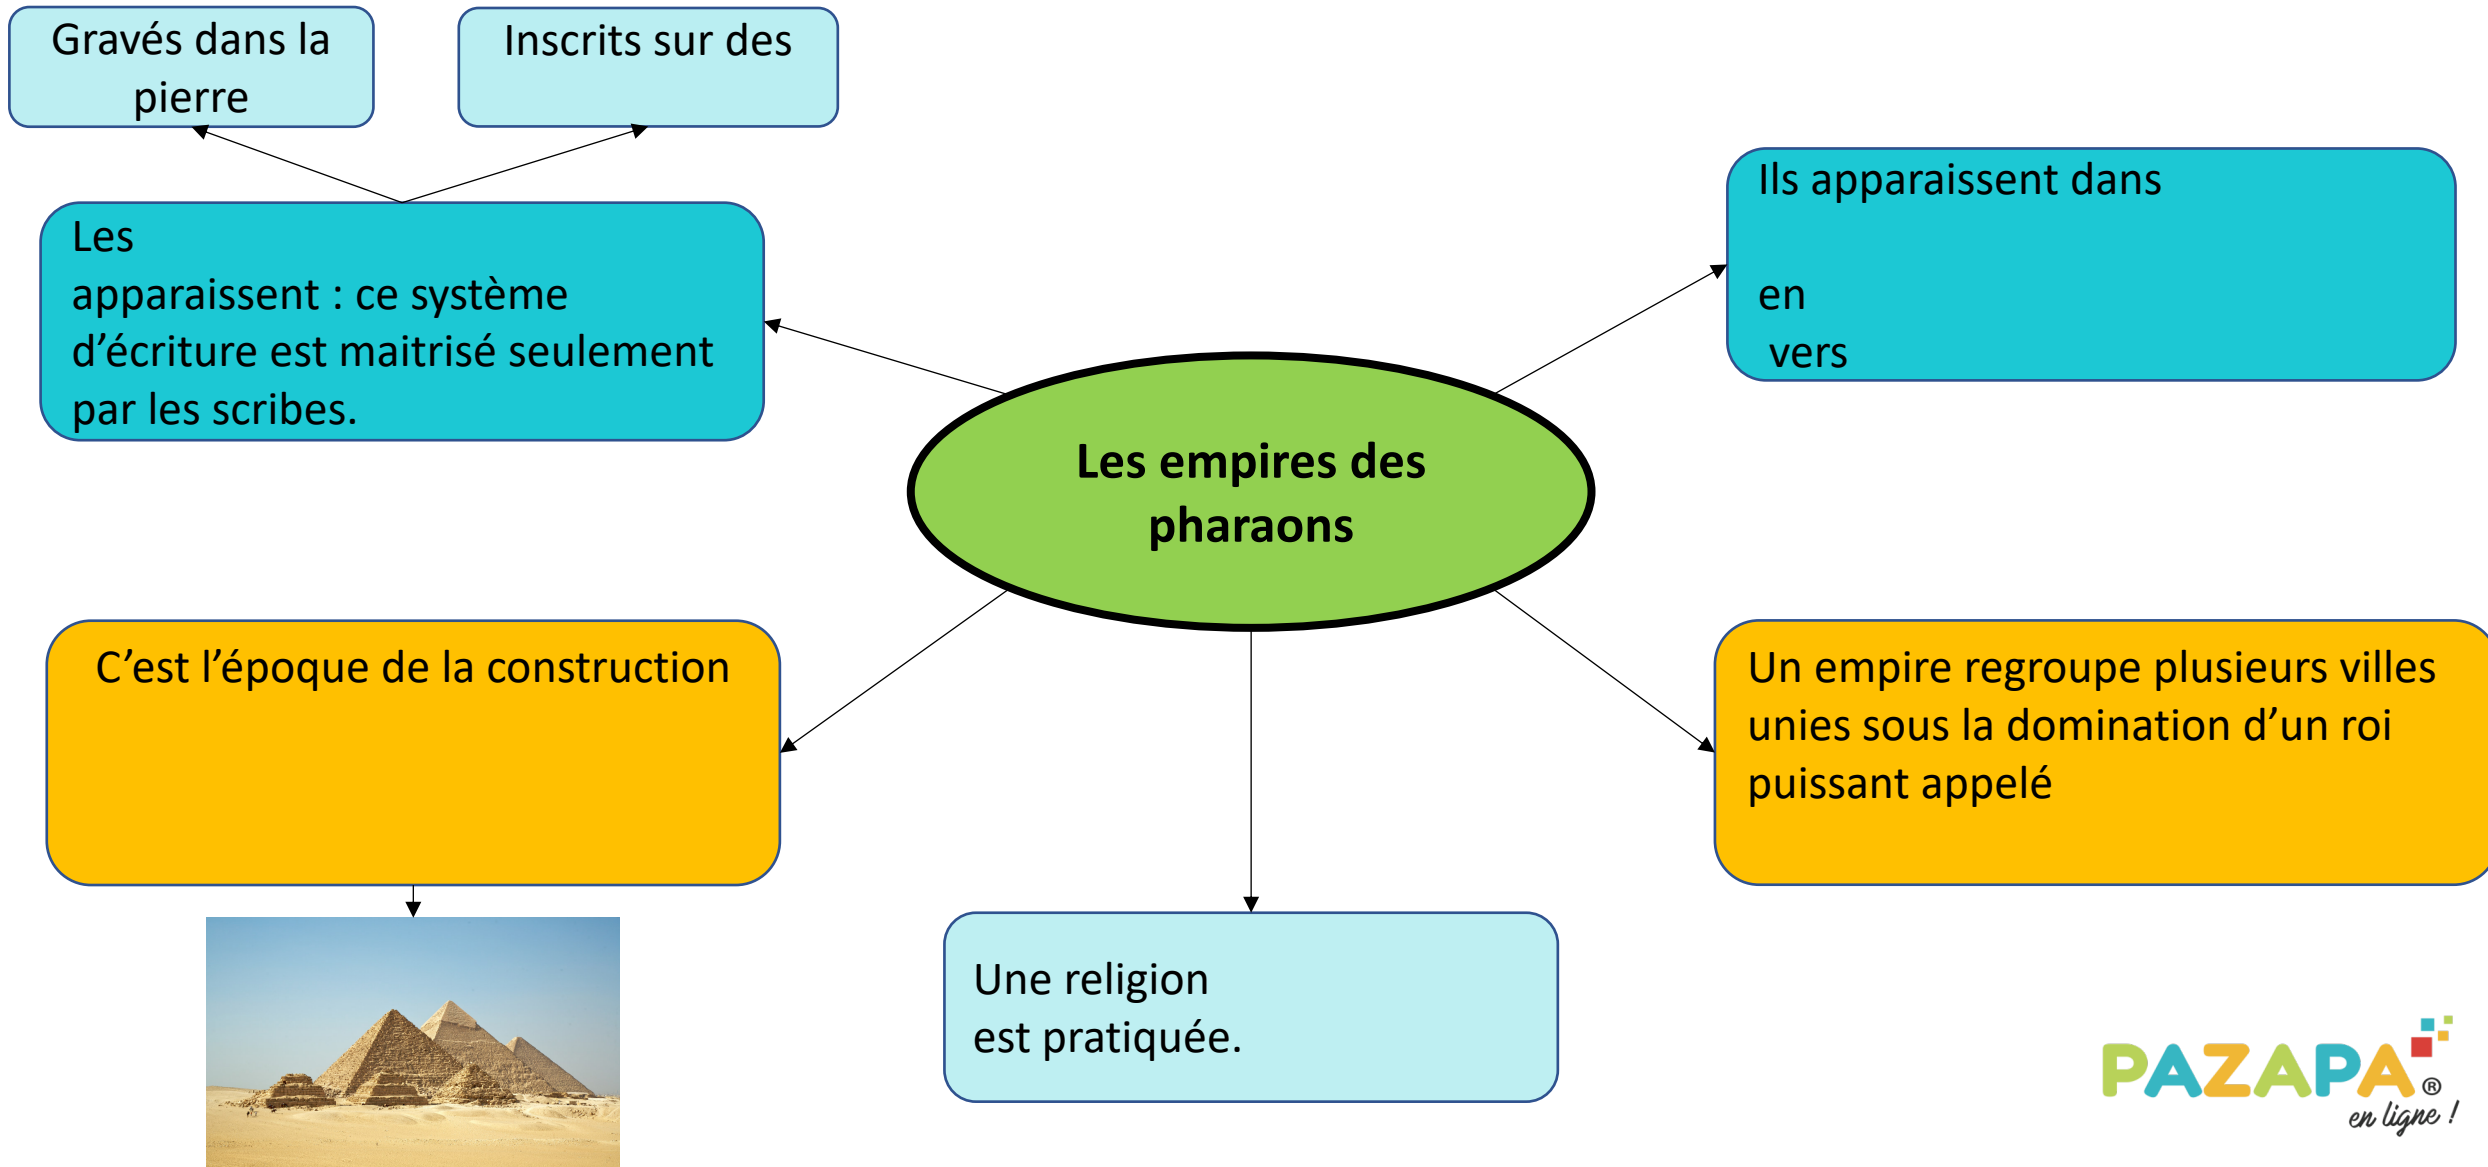 Gravés dans la
pierre
Inscrits sur des
Les
apparaissent : ce système
d’écriture est maitrisé seulement
par les scribes.
Ils apparaissent dans
en
vers
Les empires des
pharaons
C’est l’époque de la construction
Un empire regroupe plusieurs villes
unies sous la domination d’un roi
puissant appelé
Une religion
est pratiquée.
PAZAPA®
en ligne !